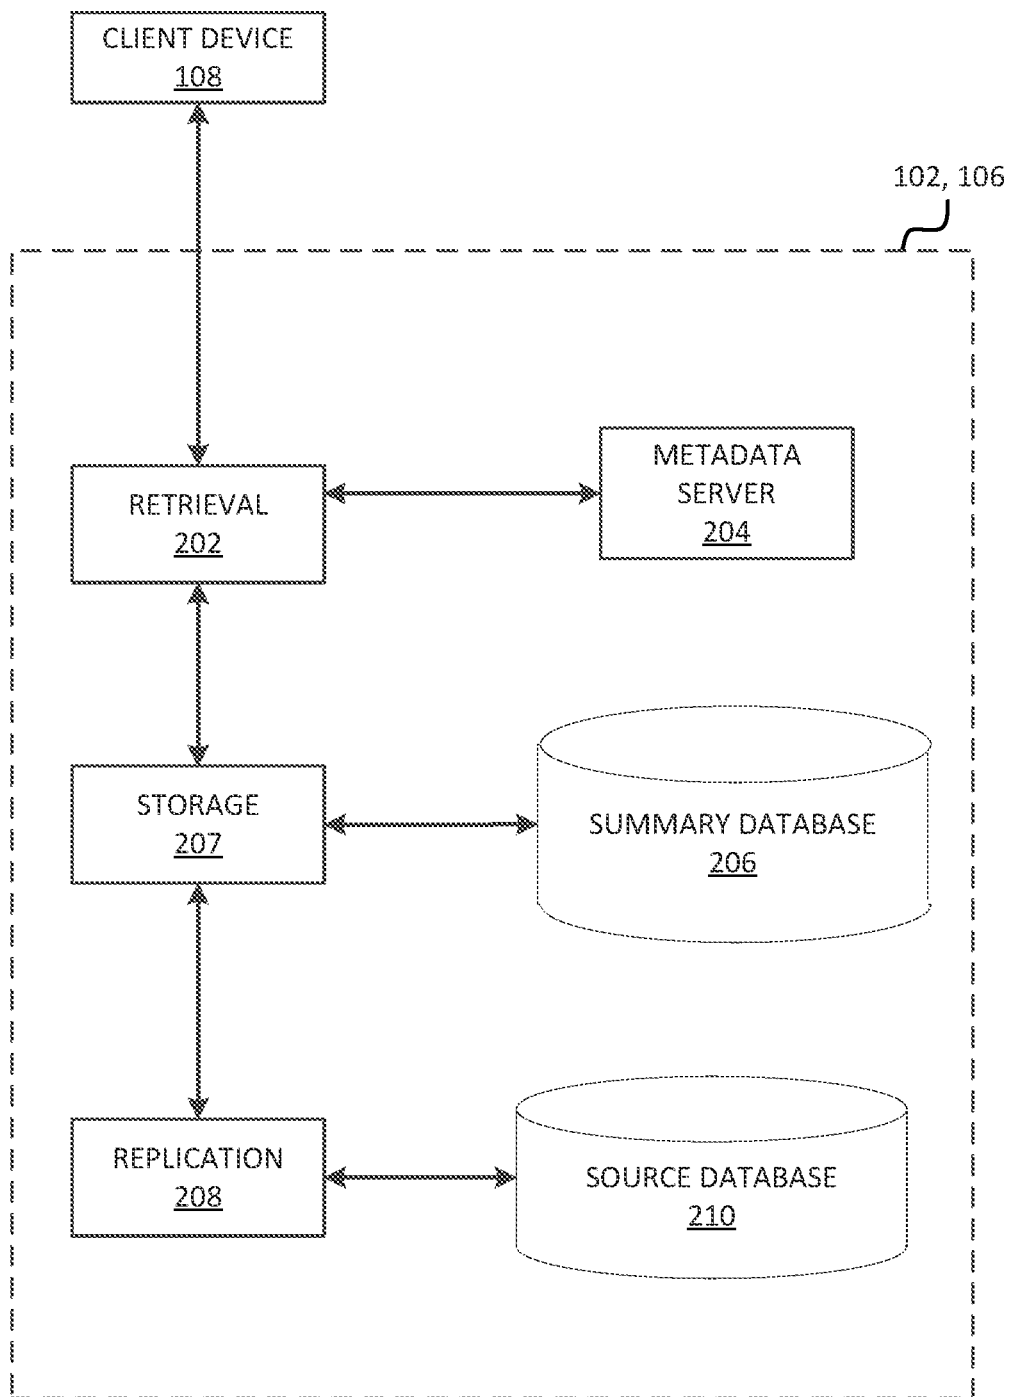 CLIENT DEVICE
108
102, 106
METADATA
SERVER
204
RETRIEVAL
202
STORAGE
207
SUMMARY DATABASE
206
REPLICATION
208
SOURCE DATABASE
210